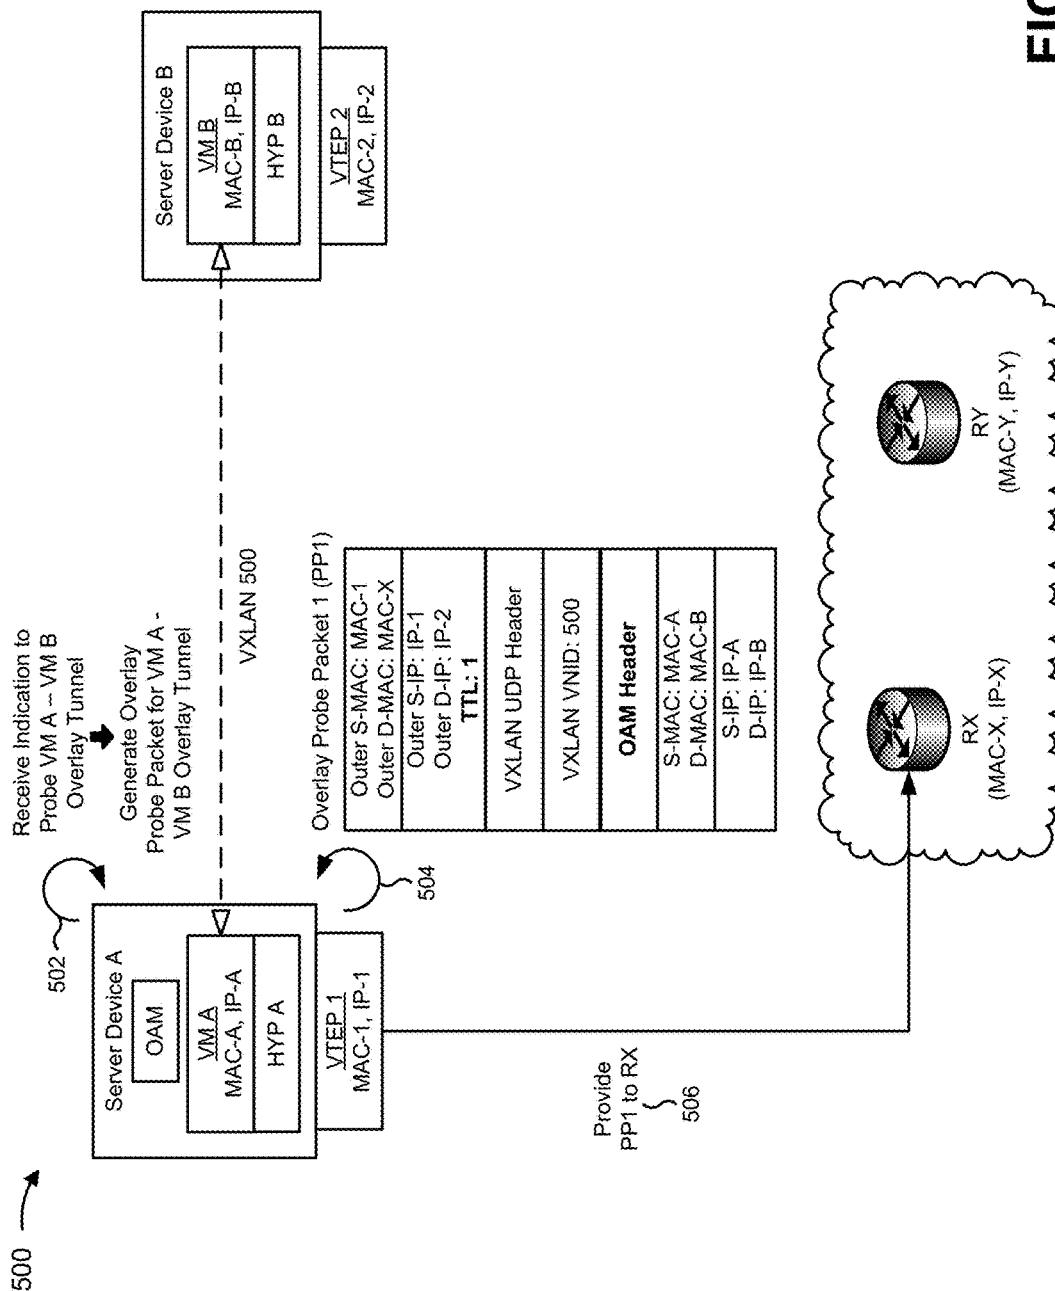 500
502
Receive Indication to
Probe VM A – VM B
Overlay Tunnel
Generate Overlay
Probe Packet for VM A -
VM B Overlay Tunnel
Server Device A
OAM
VM A
MAC-A, IP-A
HYP A
VTEP 1
MAC-1, IP-1
VXLAN 500
Server Device B
VM B
MAC-B, IP-B
HYP B
VTEP 2
MAC-2, IP-2
504
Overlay Probe Packet 1 (PP1)
Outer S-MAC: MAC-1
Outer D-MAC: MAC-X
Outer S-IP: IP-1
Outer D-IP: IP-2
TTL: 1
VXLAN UDP Header
VXLAN VNID: 500
OAM Header
S-MAC: MAC-A
D-MAC: MAC-B
S-IP: IP-A
D-IP: IP-B
Provide
PP1 to RX
506
RX
(MAC-X, IP-X)
RY
(MAC-Y, IP-Y)